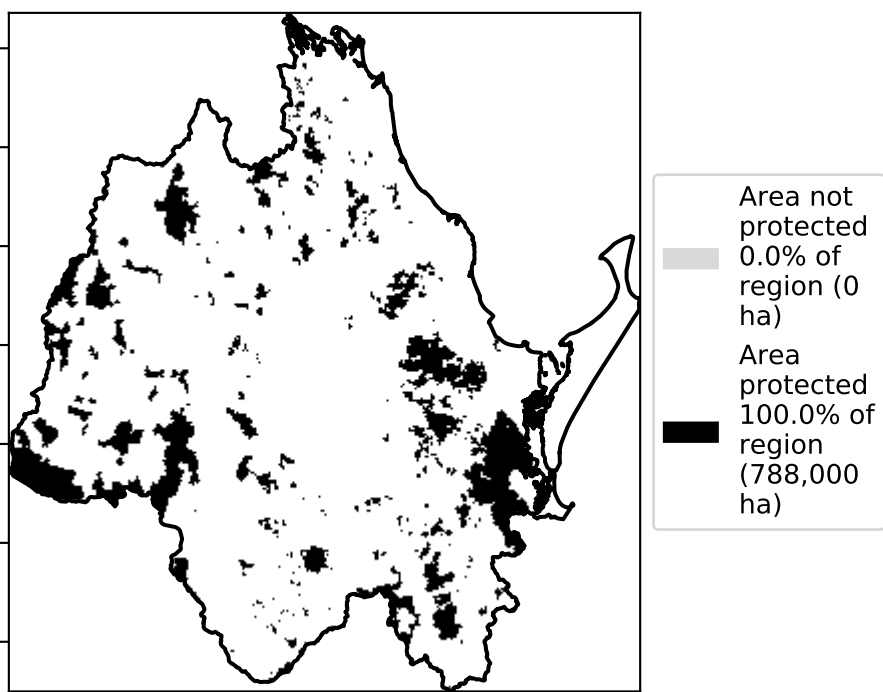 Area not
protected
0.0% of
region (0
ha)
Area
protected
100.0% of
region
(788,000
ha)